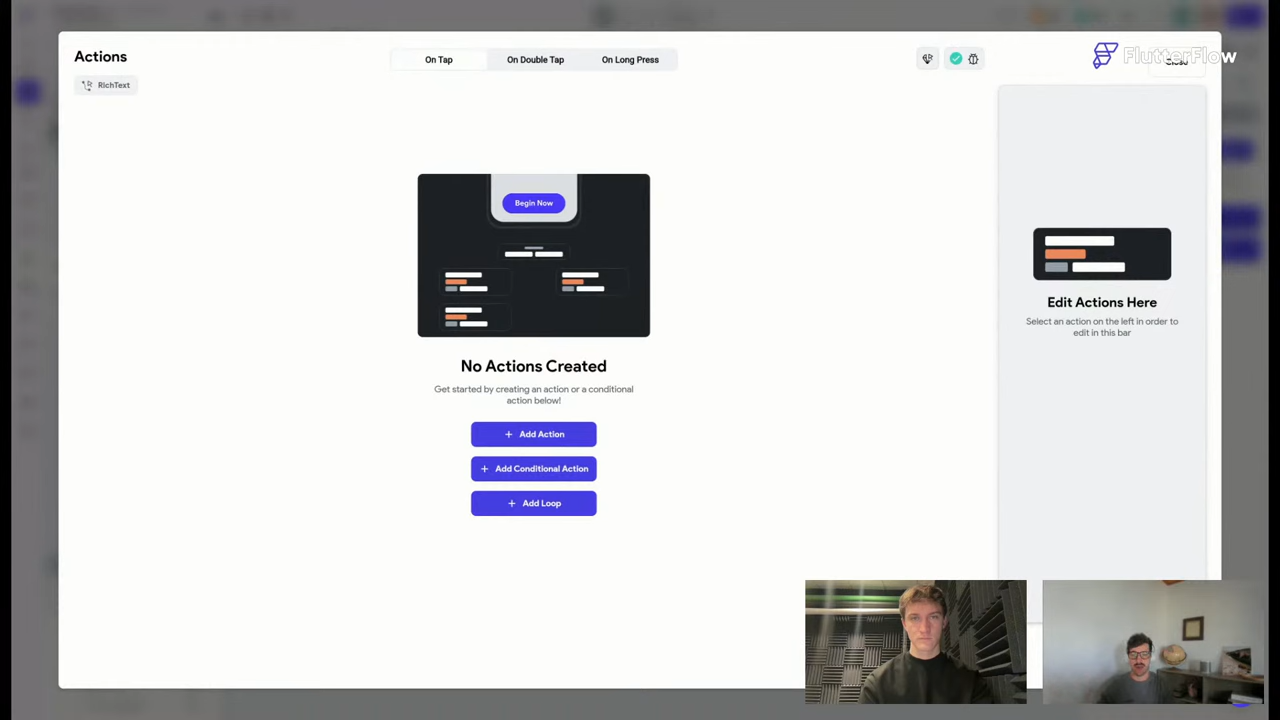 Actions
On Tap
On Double Tap
On Long Press
FlutterFlow
Close
RichText
Begin Now
No Actions Created
Get started by creating an action or a conditional
action below!
+ Add Action
+ Add Conditional Action
+ Add Loop
Edit Actions Here
Select an action on the left in order to
edit in this bar